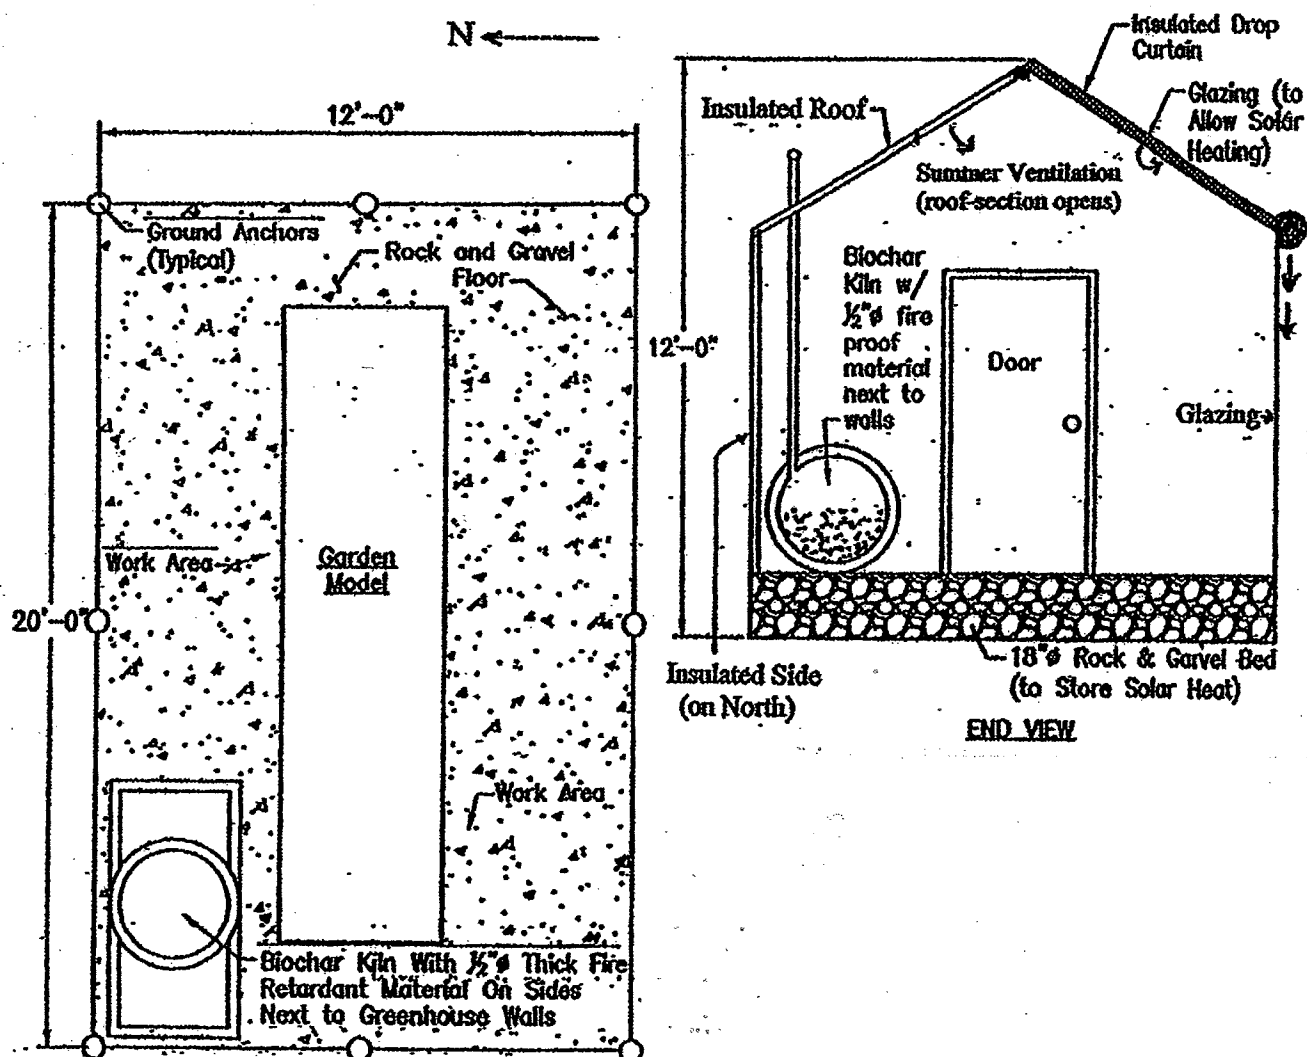 N
12'-0"
Ground Anchors
(Typical)
Rock and Gravel
Floor
Work Area
Garden
Model
20'-0"
Work Area
Biochar Kiln With ½"ø Thick Fire
Retardant Material On Sides
Next to Greenhouse Walls
Insulated Drop
Curtain
Insulated Roof
Glazing (to
Allow Solar
Heating)
Summer Ventilation
(roof-section opens)
Biochar
Kiln w/
½"ø fire
proof
material
next to
walls
12'-0"
Door
Glazing
Insulated Side
(on North)
18"ø Rock & Garvel Bed
(to Store Solar Heat)
END VIEW